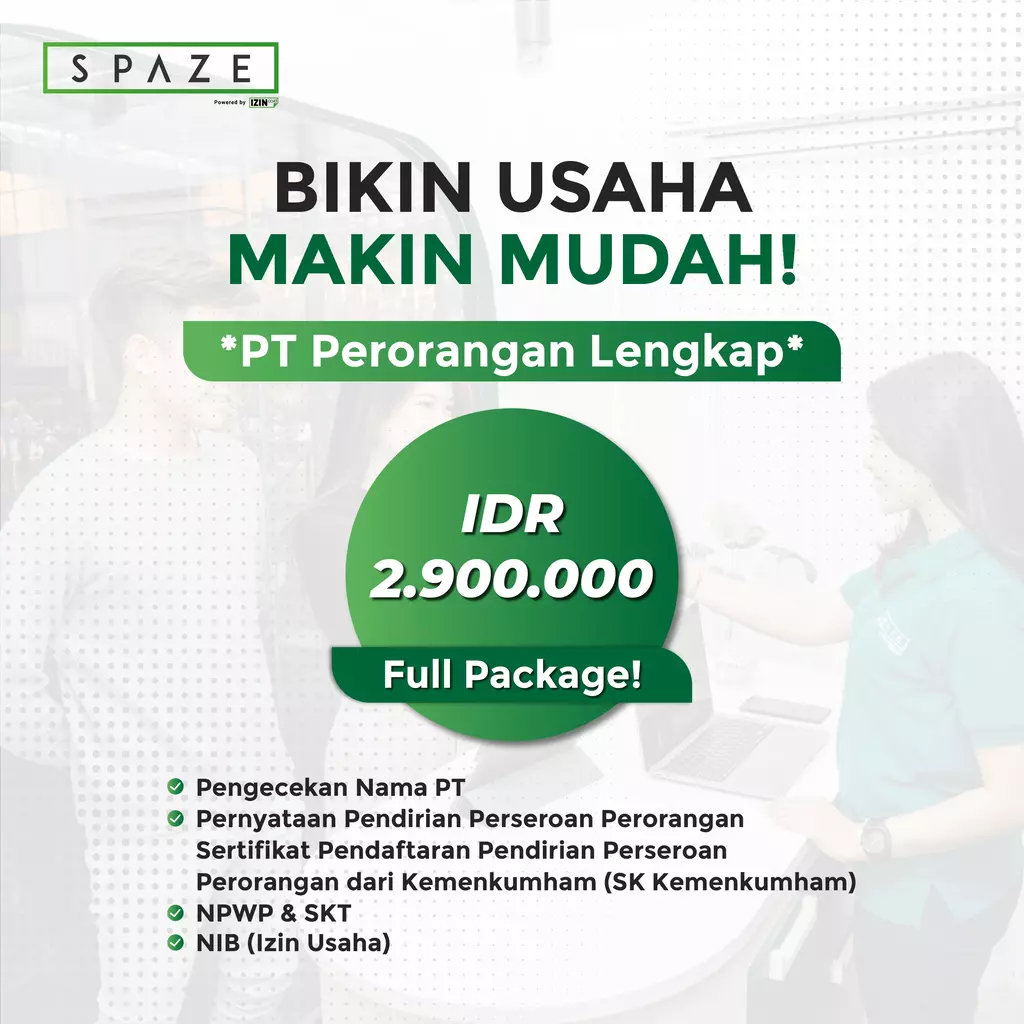 SPAZE
Powered by IZIN
BIKIN USAHA
MAKIN MUDAH!
*PT Perorangan Lengkap*
IDR
2.900.000
Full Package!
Pengecekan Nama PT
Pernyataan Pendirian Perseroan Perorangan
Sertifikat Pendaftaran Pendirian Perseroan
Perorangan dari Kemenkumham (SK Kemenkumham)
NPWP & SKT
NIB (Izin Usaha)